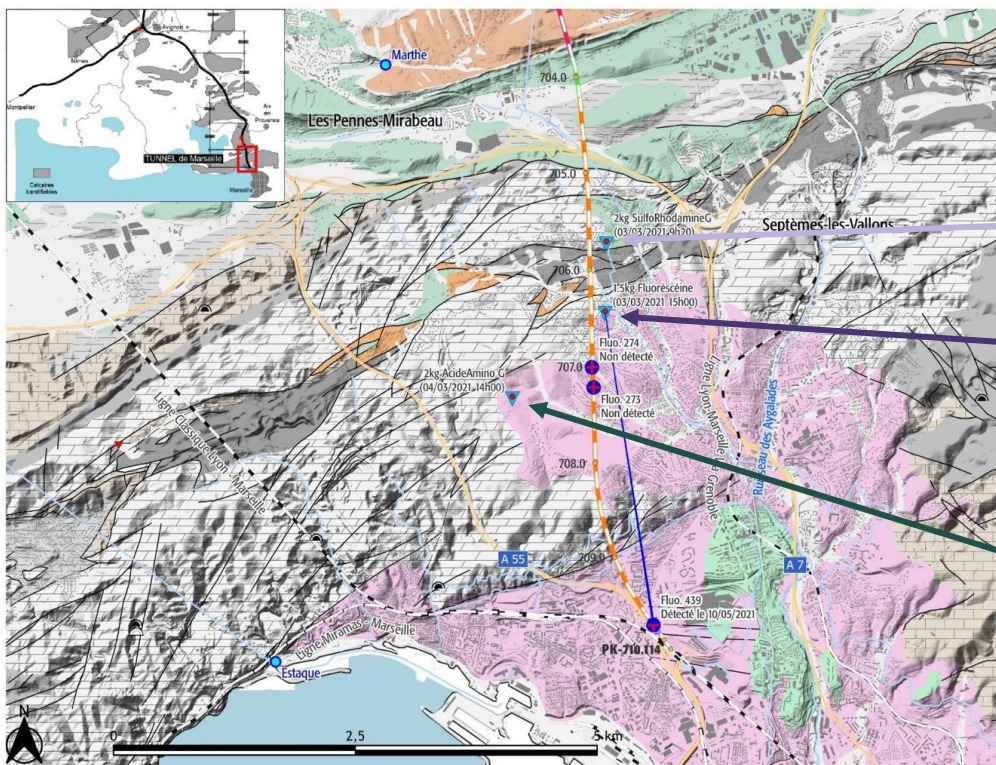 Avignon
Nîmes
Montpellier
Aix
en
Provence
TUNNEL de Marseille
Marseille
Calcaires
karstifiables
Marthe
Les Pennes-Mirabeau
704.0
705.0
2kg SulfoRhodamineG
(03/03/2021 9h20)
Septèmes-les-Vallons
706.0
1.5kg Fluoréscéine
(03/03/2021 15h00)
Fluo. 274
Non détecté
707.0
2kg AcideAmino G
(04/03/2021 14h00)
Fluo. 273
Non détecté
Ligne Classique Lyon - Marseille
Ligne Lyon-Marseille via Grenoble
Ruisseau des Aygalades
708.0
709.0
A 55
A 7
Fluo. 439
Détecté le 10/05/2021
PK-710.114
Ligne Miramas - Marseille
Estaque
N
0
2,5
5 km